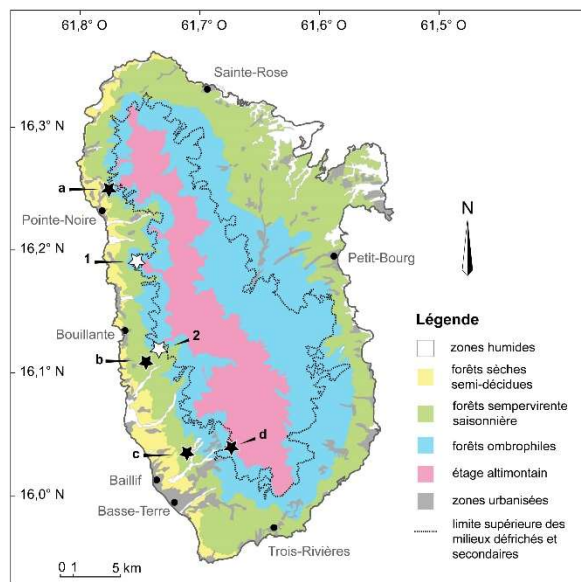 61,8° O 61,7° O 61,6° O 61,5° O
Sainte-Rose
16,3° N
a
Pointe-Noire
N
16,2° N
1
Petit-Bourg
Légende
zones humides
Bouillante
2
forêts sèches
semi-décidues
b
16,1° N
forêts sempervirente
saisonnière
forêts ombrophiles
c
d
étage altimontain
Baillif
16,0° N
zones urbanisées
Basse-Terre
limite supérieure des
milieux défrichés et
secondaires
Trois-Rivières
0 1 5 km